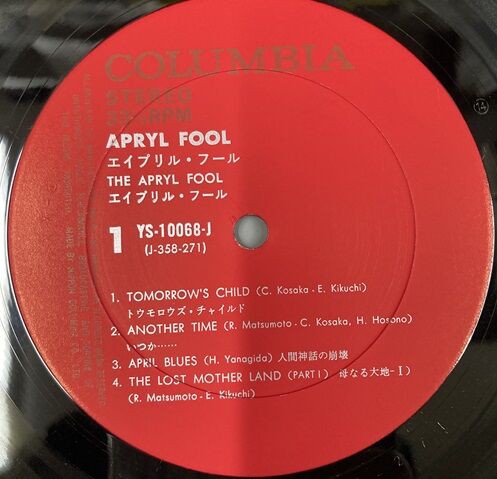 COLUMBIA
STEREO
33⅓RPM
APRYL FOOL
エイプリル・フール
THE APRYL FOOL
エイプリル・フール
1 YS-10068-J
(J-358-271)
1. TOMORROW'S CHILD (C. Kosaka - E. Kikuchi)
トウモロウズ・チャイルド
2. ANOTHER TIME (R. Matsumoto - C. Kosaka, H. Hosono)
いつか……
3. APRIL BLUES (H. Yanagida) 人間神話の崩壊
4. THE LOST MOTHER LAND (PART I) 母なる大地-I)
(R. Matsumoto - E. Kikuchi)
14